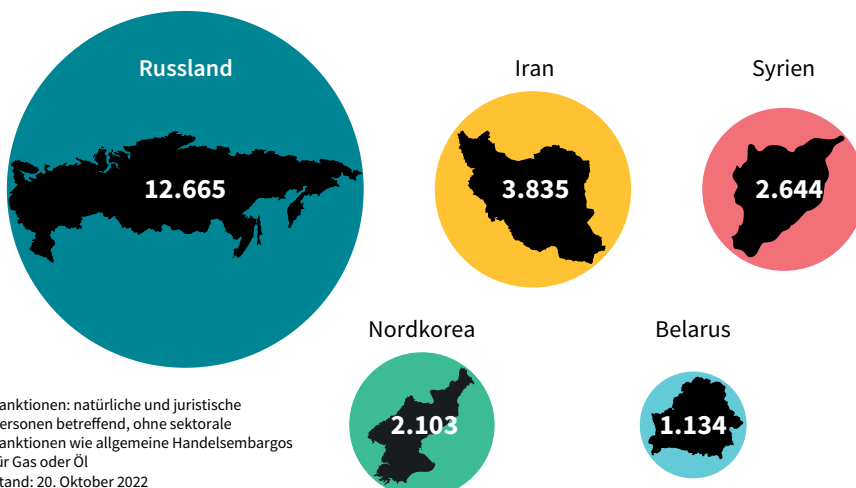 Russland
12.665
Iran
3.835
Syrien
2.644
Nordkorea
2.103
Belarus
1.134
anktionen: natürliche und juristische
ersonen betreffend, ohne sektorale
anktionen wie allgemeine Handelsembargos
ür Gas oder Öl
tand: 20. Oktober 2022